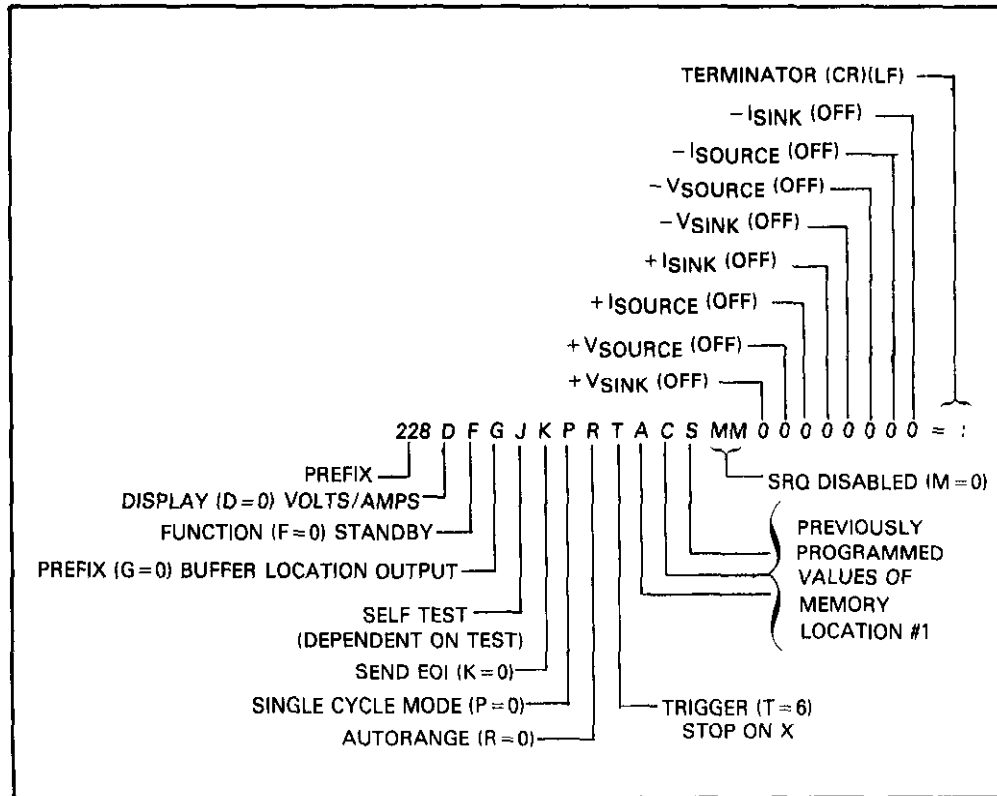 TERMINATOR (CR)(LF)
– ISINK (OFF)
– ISOURCE (OFF)
– VSOURCE (OFF)
– VSINK (OFF)
+ ISINK (OFF)
+ ISOURCE (OFF)
+ VSOURCE (OFF)
+ VSINK (OFF)
228 D F G J K P R T A C S MM 0 0 0 0 0 0 0 0 = :
PREFIX
DISPLAY (D=0) VOLTS/AMPS
FUNCTION (F=0) STANDBY
PREFIX (G=0) BUFFER LOCATION OUTPUT
SELF TEST
(DEPENDENT ON TEST)
SEND EOI (K=0)
SINGLE CYCLE MODE (P=0)
AUTORANGE (R=0)
SRQ DISABLED (M=0)
PREVIOUSLY
PROGRAMMED
VALUES OF
MEMORY
LOCATION #1
TRIGGER (T=6)
STOP ON X